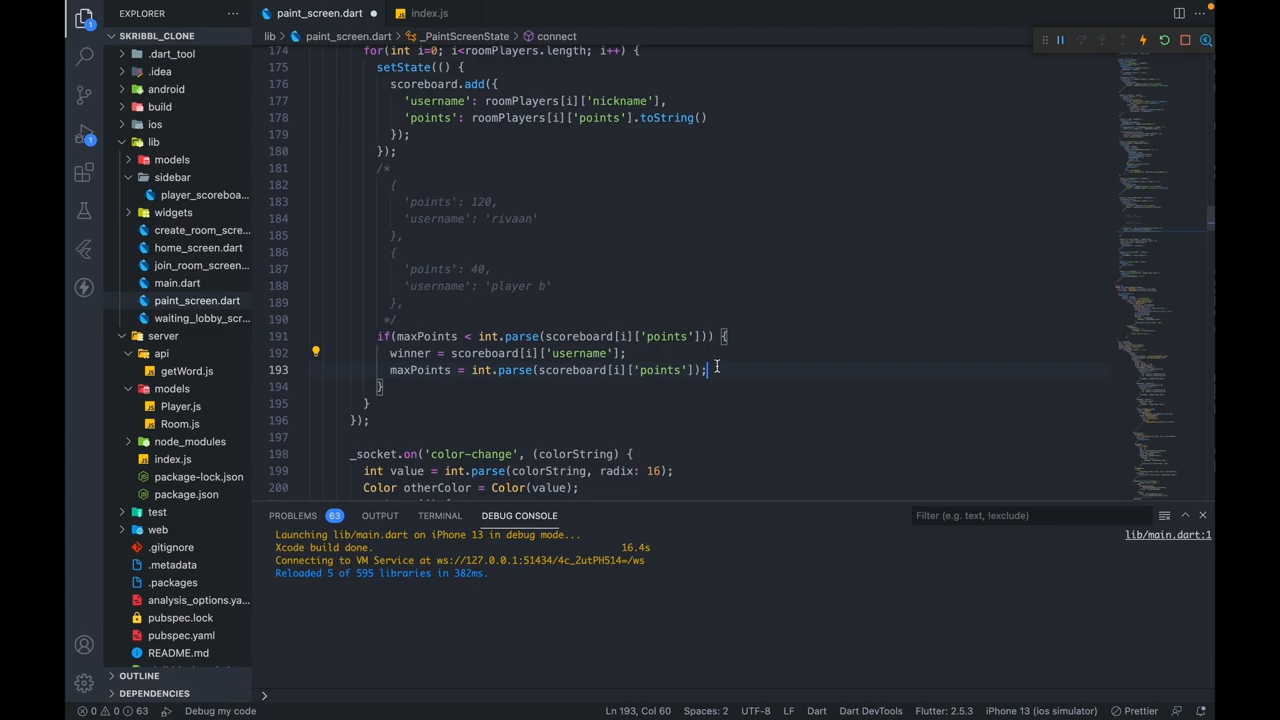 EXPLORER
SKRIBBL_CLONE
.dart_tool
.idea
android
build
ios
lib
models
sidebar
player_scoreboa...
widgets
create_room_scre...
home_screen.dart
join_room_screen...
main.dart
paint_screen.dart
waiting_lobby_scr...
server
api
getWord.js
models
Player.js
Room.js
node_modules
index.js
package-lock.json
package.json
test
web
.gitignore
.metadata
.packages
analysis_options.ya...
pubspec.lock
pubspec.yaml
README.md
OUTLINE
DEPENDENCIES
paint_screen.dart
index.js
lib > paint_screen.dart > _PaintScreenState > connect
174 for(int i=0; i<roomPlayers.length; i++) {
175 setState(() {
176 scoreboard.add({
177 'username': roomPlayers[i]['nickname'],
178 'points': roomPlayers[i]['points'].toString()
179 });
180 });
181 /*
182 {
183 'points': 120,
184 'username': 'rivaan'
185 },
186 {
187 'points': 40,
188 'username': 'player b'
189 },
190 */
191 if(maxPoints < int.parse(scoreboard[i]['points'])) {
192 winner = scoreboard[i]['username'];
193 maxPoints = int.parse(scoreboard[i]['points']);
194 }
195 }
196 });
197
198 _socket.on('color-change', (colorString) {
199 int value = int.parse(colorString, radix: 16);
200 Color otherColor = Color(value);
PROBLEMS 63 OUTPUT TERMINAL DEBUG CONSOLE
Filter (e.g. text, !exclude)
Launching lib/main.dart on iPhone 13 in debug mode...
lib/main.dart:1
Xcode build done. 16.4s
Connecting to VM Service at ws://127.0.0.1:51434/4c_2utPH514=/ws
Reloaded 5 of 595 libraries in 382ms.
1
1
0 0 63 Debug my code
Ln 193, Col 60 Spaces: 2 UTF-8 LF Dart Dart DevTools Flutter: 2.5.3 iPhone 13 (ios simulator) Prettier